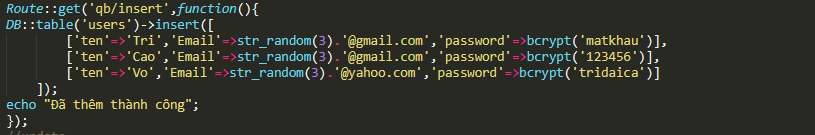 Route::get('qb/insert',function(){
DB::table('users')->insert([
['ten'=>'Tri','Email'=>str_random(3).'@gmail.com','password'=>bcrypt('matkhau')],
['ten'=>'Cao','Email'=>str_random(3).'@gmail.com','password'=>bcrypt('123456')],
['ten'=>'Vo','Email'=>str_random(3).'@yahoo.com','password'=>bcrypt('tridaica')]
]);
echo "Đã thêm thành công";
});
//update